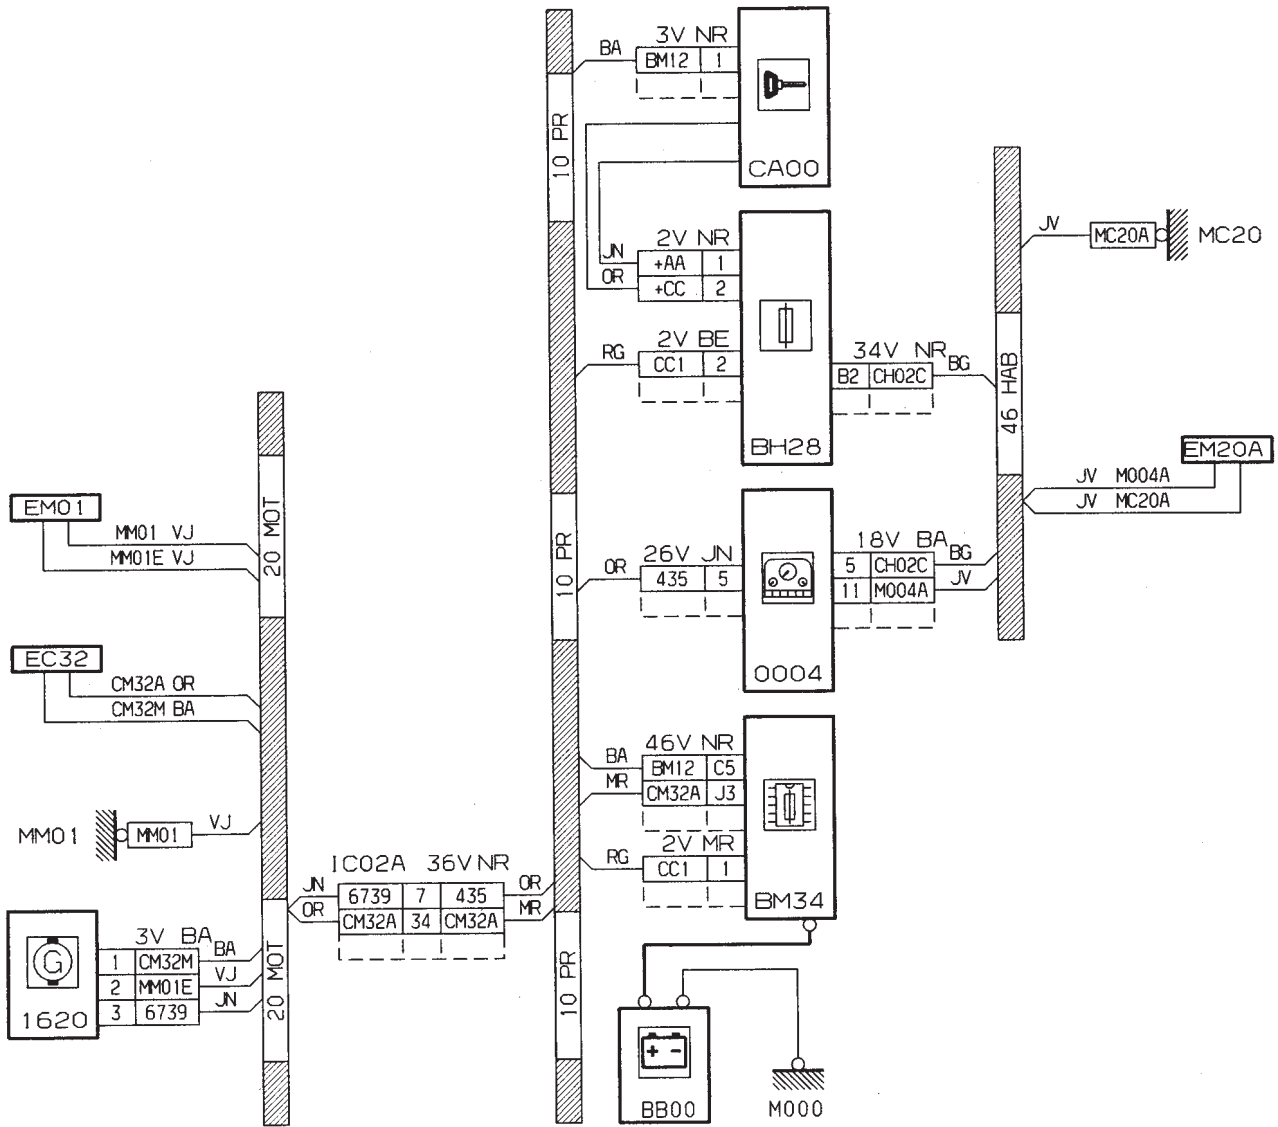 3V NR
BA
BM12 1
10 PR
CA00
2V NR
JN
+AA 1
OR
+CC 2
2V BE
RG
CC1 2
BH28
34V NR
B2 CH02C
BG
46 HAB
JV
MC20A
MC20
EM20A
JV M004A
JV MC20A
EM01
MM01 VJ
MM01E VJ
20 MOT
10 PR
26V JN
OR
435 5
0004
18V BA
5 CH02C
BG
11 M004A
JV
EC32
CM32A OR
CM32M BA
46V NR
BA
BM12 C5
MR
CM32A J3
2V MR
RG
CC1 1
BM34
MM01
MM01
VJ
1C02A 36V NR
JN
6739 7 435
OR
OR
CM32A 34 CM32A
MR
3V BA
G
1 CM32M
BA
2 MM01E
VJ
3 6739
JN
1620
20 MOT
10 PR
+ -
BB00
M000